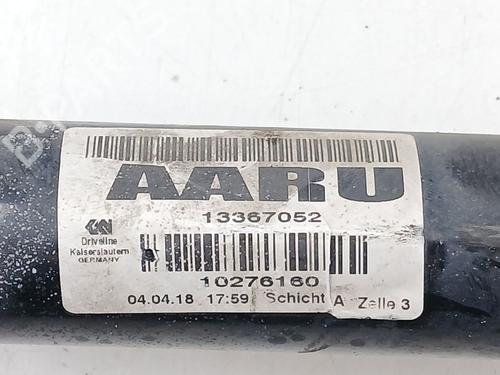 AARU
13367052
GKN
Driveline
Kaiserslautern
GERMANY
10276160
04.04.18 17:59 Schicht A Zelle 3